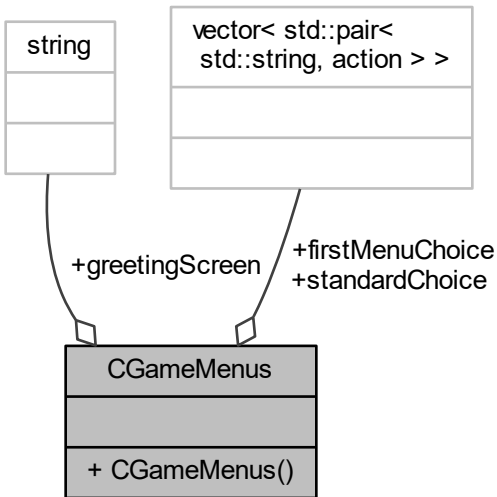 string
vector< std::pair<
std::string, action > >
+greetingScreen
+firstMenuChoice
+standardChoice
CGameMenus
+ CGameMenus()